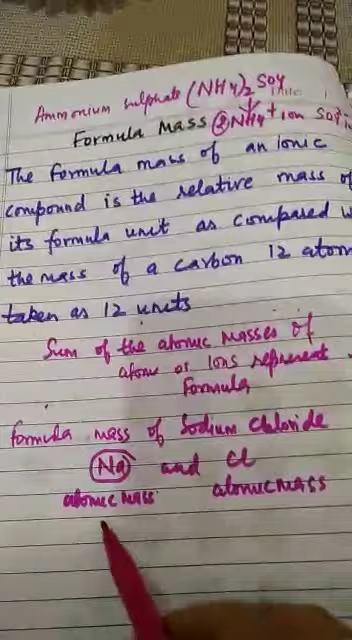 Ammonium sulphate (NH4)2 SO4
Formula Mass 2NH4+ ion
The formula mass of an Ionic
compound is the relative mass of
its formula unit as compared
the mass of a carbon 12 atom
taken as 12 units
Sum of the atomic masses of
atoms or Ions represent
Formula
formula mass of Sodium Chloride
Na and Cl
atomic mass atomic mass